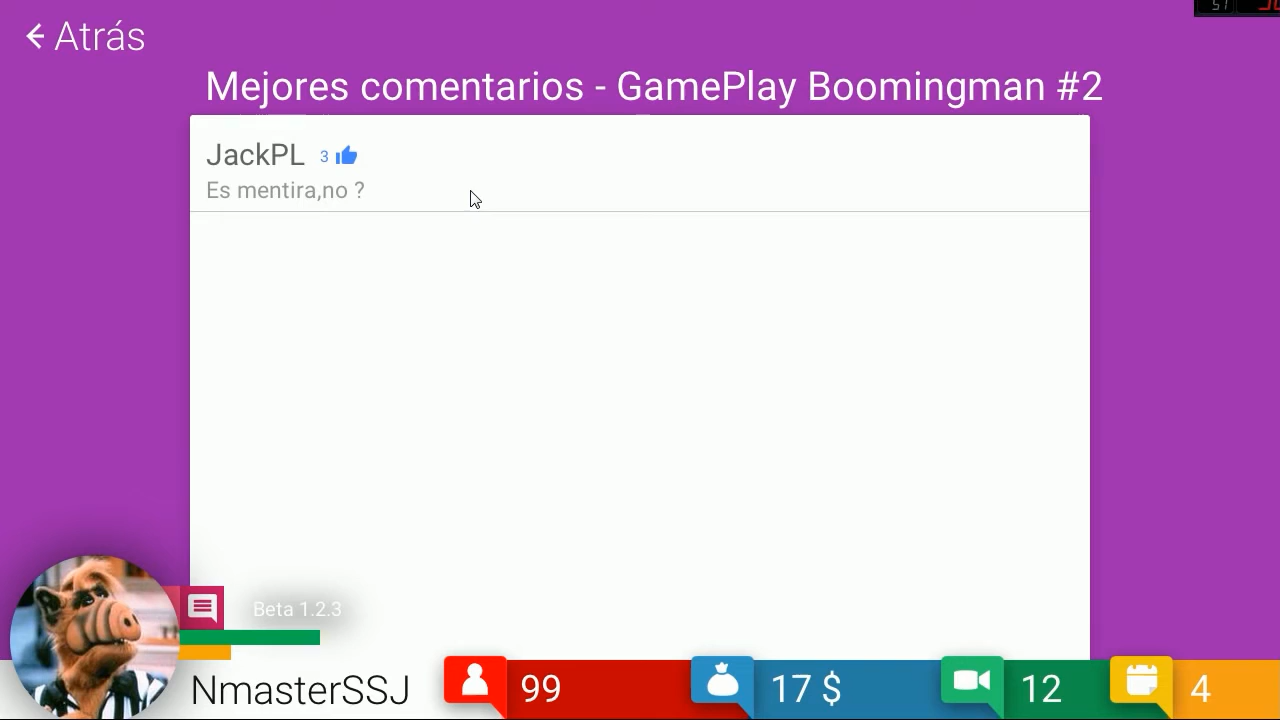 Atrás
Mejores comentarios - GamePlay Boomingman #2
JackPL 3
Es mentira,no ?
Beta 1.2.3
NmasterSSJ 99 17 $ 12 4